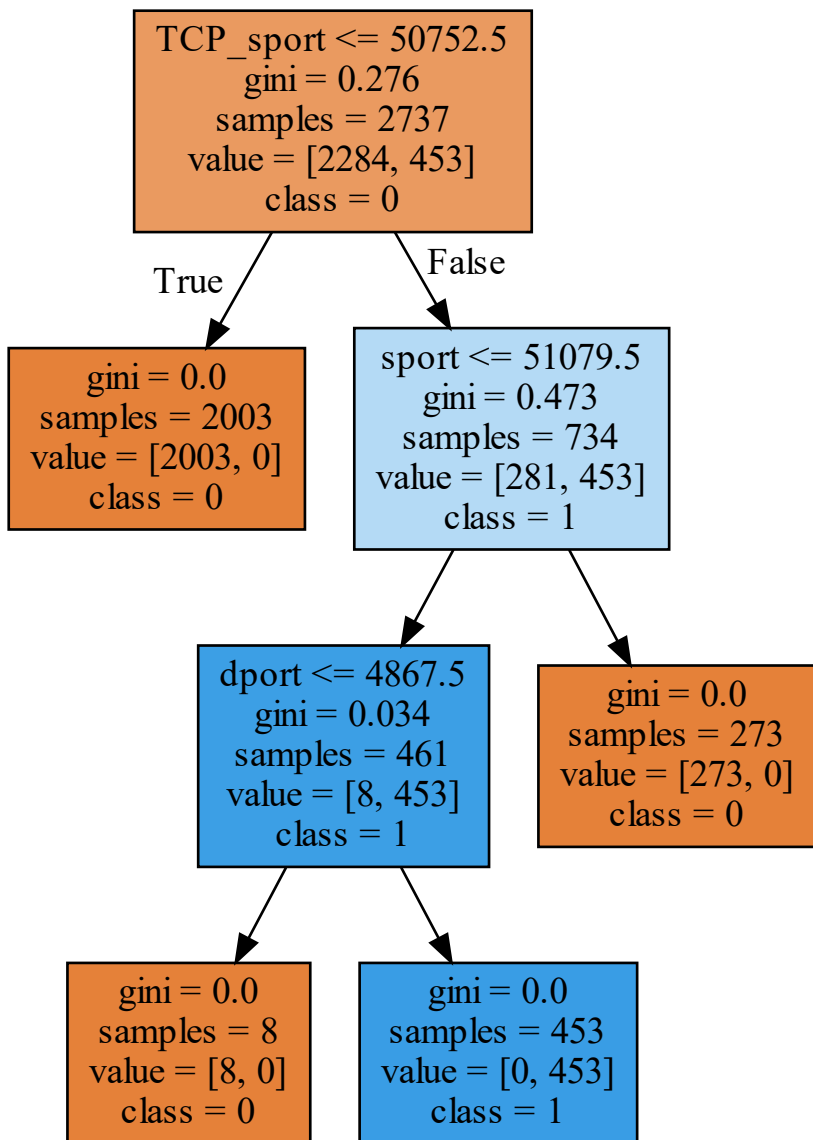 TCP_sport <= 50752.5
gini = 0.276
samples = 2737
value = [2284, 453]
class = 0
True
False
gini = 0.0
samples = 2003
value = [2003, 0]
class = 0
sport <= 51079.5
gini = 0.473
samples = 734
value = [281, 453]
class = 1
dport <= 4867.5
gini = 0.034
samples = 461
value = [8, 453]
class = 1
gini = 0.0
samples = 273
value = [273, 0]
class = 0
gini = 0.0
samples = 8
value = [8, 0]
class = 0
gini = 0.0
samples = 453
value = [0, 453]
class = 1